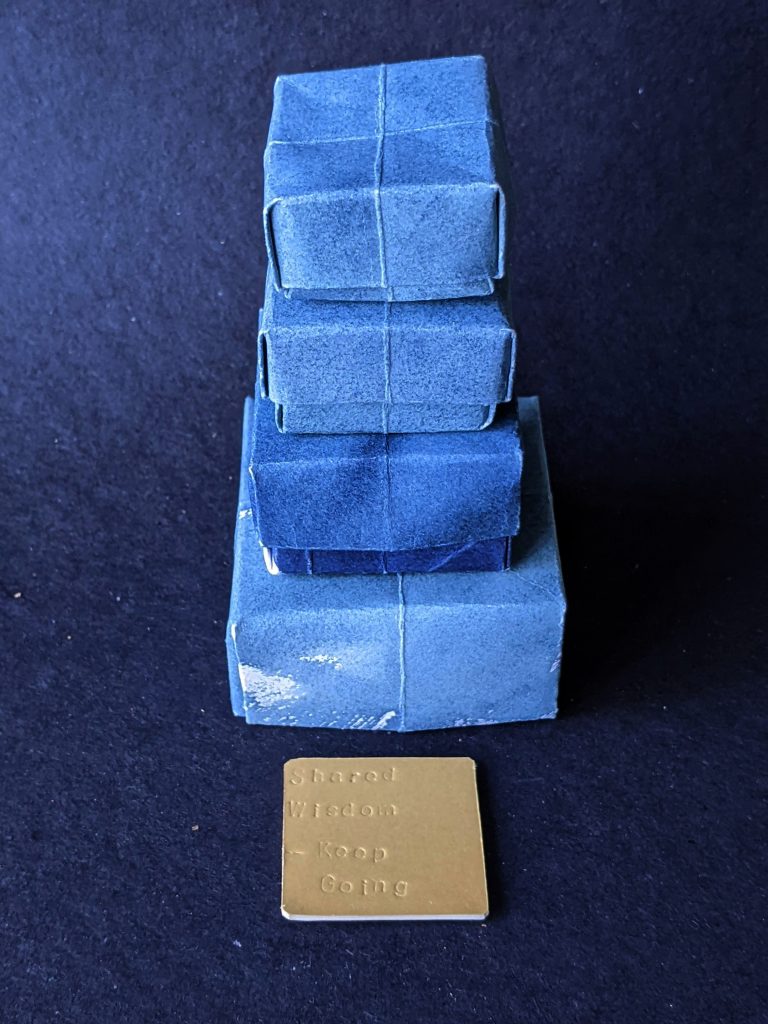 Shared
Wisdom
– Keep
Going